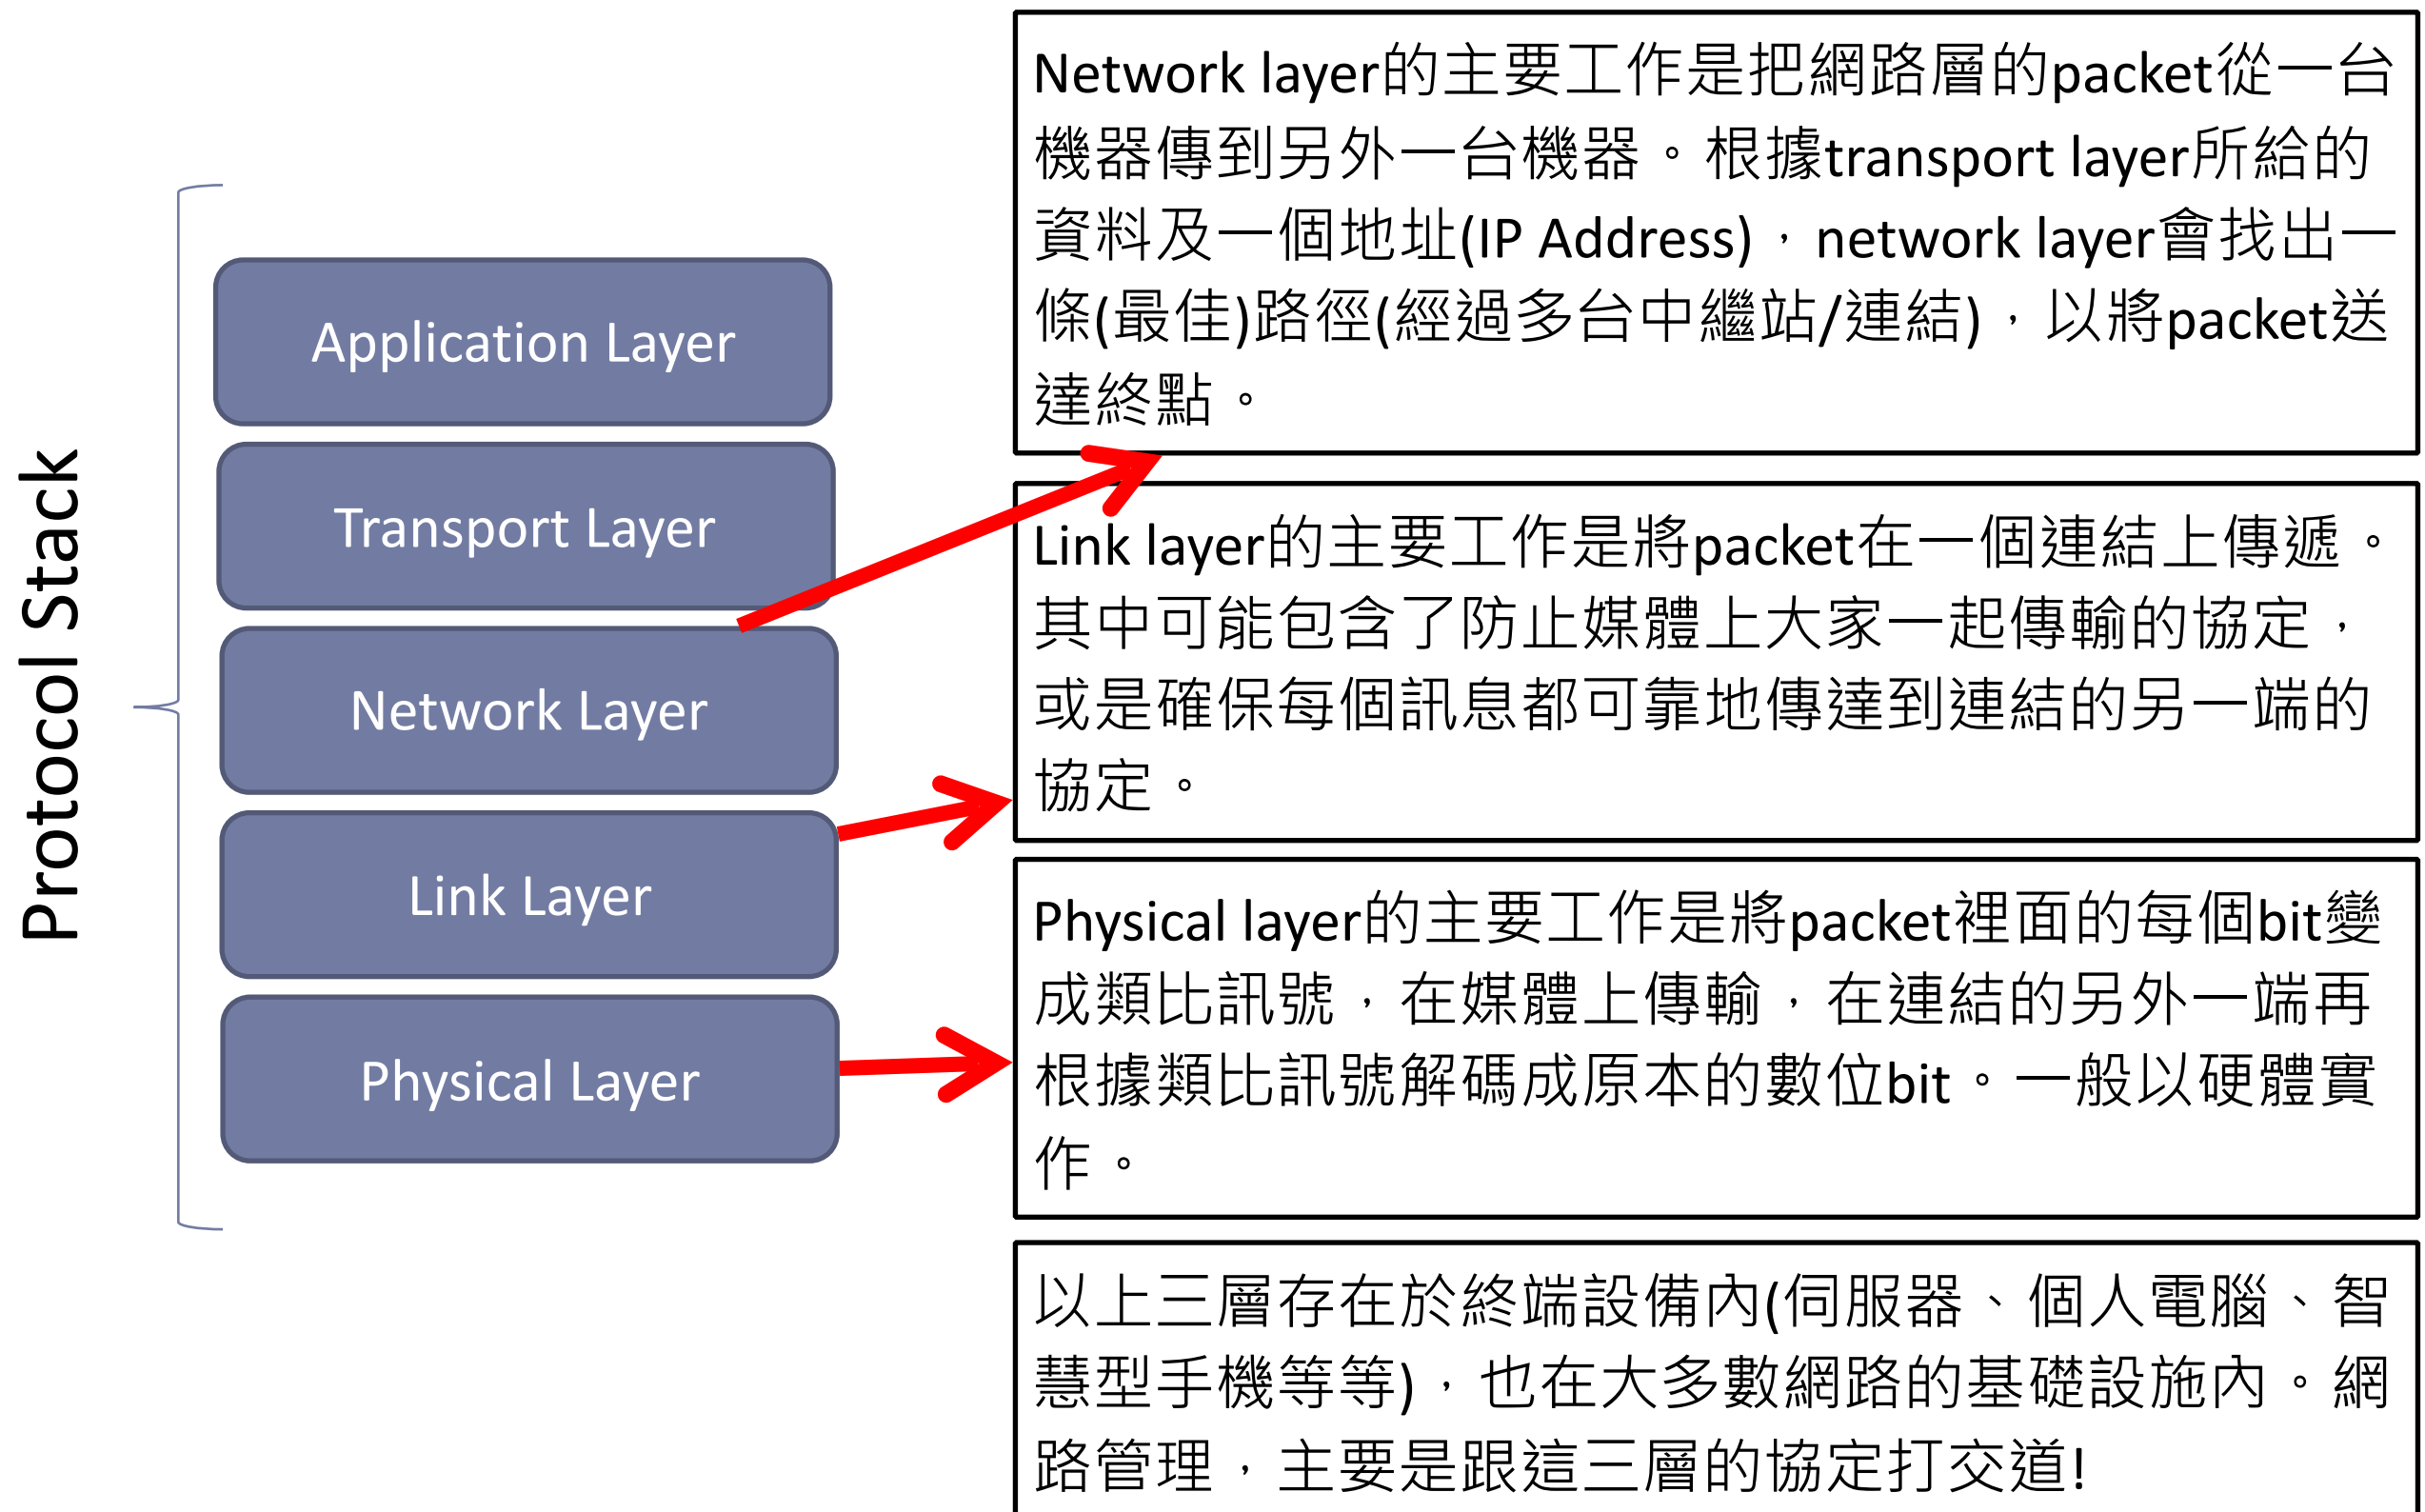 Protocol Stack
Application Layer
Transport Layer
Network Layer
Link Layer
Physical Layer
Network layer的主要工作是把網路層的packet從一台
機器傳到另外一台機器。根據transport layer所給的
資料及一個地址(IP Address)，network layer會找出一
條(最佳)路徑(經過多台中繼站/連結)，以將packet送
達終點。
Link layer的主要工作是將packet在一個連結上傳遞。
其中可能包含了防止媒體上大家一起傳輸的協定，
或是確保每個訊息都可靠地傳達到連結的另一端的
協定。
Physical layer的主要工作是將packet裡面的每個bit變
成類比訊號，在媒體上傳輸，在連結的另外一端再
根據類比訊號解碼成原本的數位bit。一般以硬體實
作。
以上三層存在於終端設備內(伺服器、個人電腦、智
慧型手機等等)，也在大多數網路的基礎設施內。網
路管理，主要是跟這三層的協定打交道!